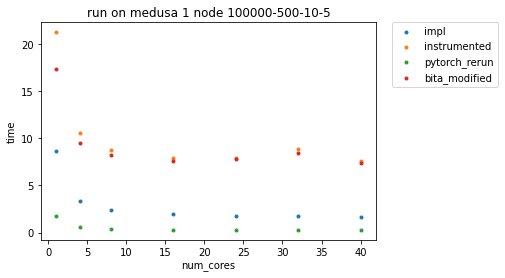 run on medusa 1 node 100000-500-10-5
impl
instrumented
pytorch_rerun
bita_modified
time
20
15
10
5
0
0 5 10 15 20 25 30 35 40
num_cores